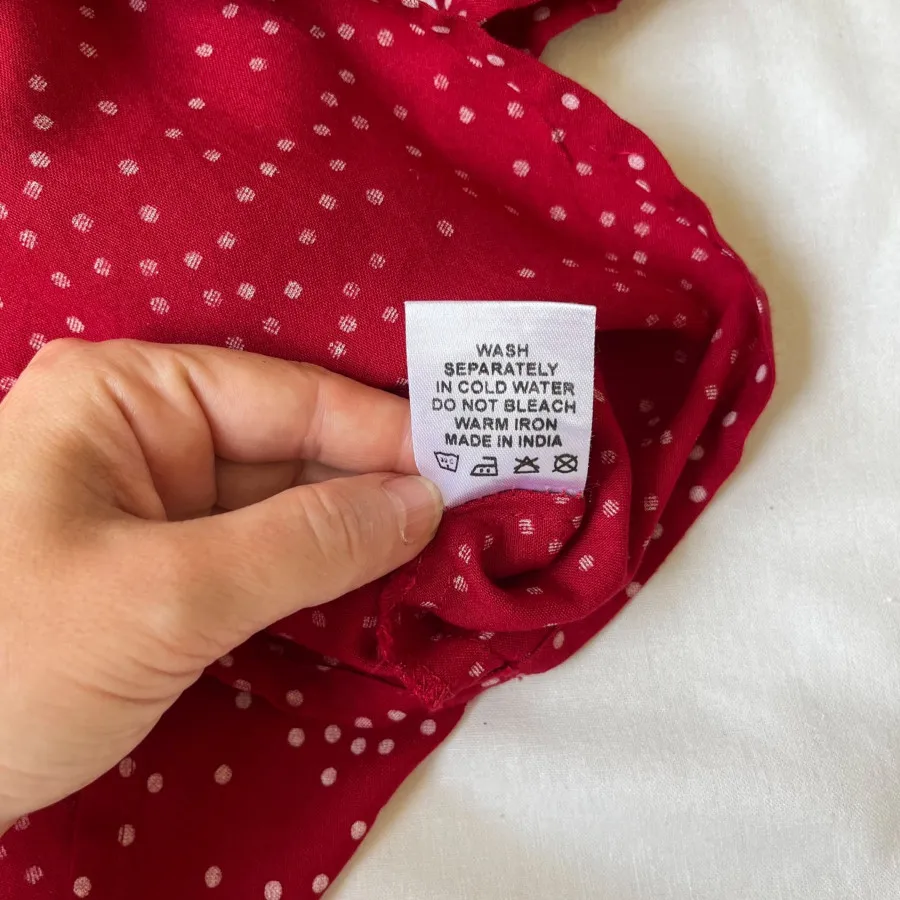 WASH
SEPARATELY
IN COLD WATER
DO NOT BLEACH
WARM IRON
MADE IN INDIA